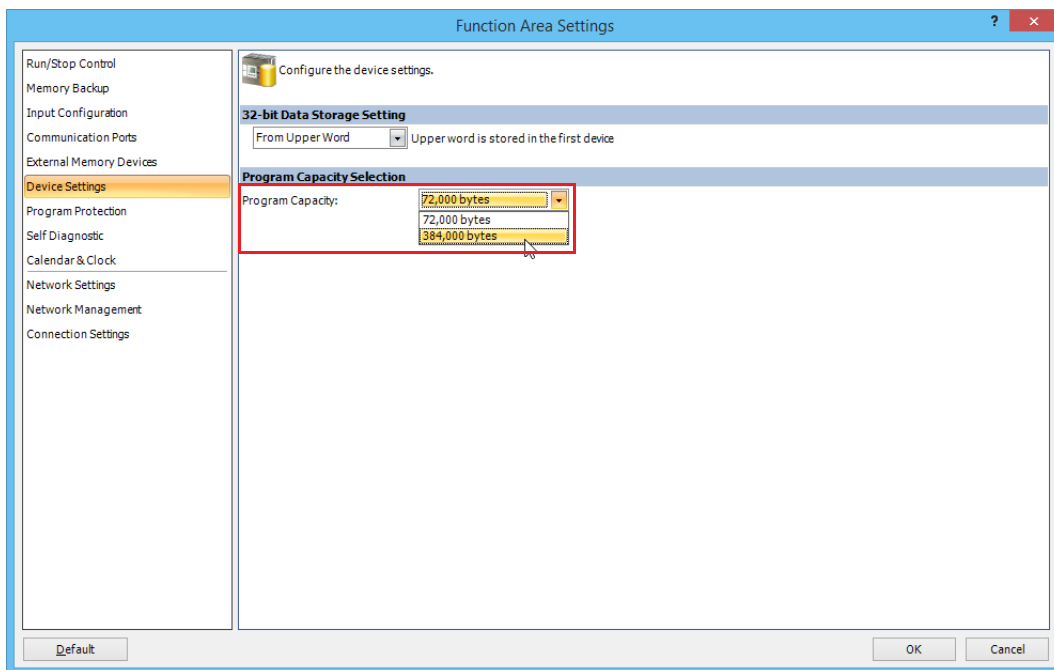 Function Area Settings
?
×
Run/Stop Control
Memory Backup
Input Configuration
Communication Ports
External Memory Devices
Device Settings
Program Protection
Self Diagnostic
Calendar & Clock
Network Settings
Network Management
Connection Settings
Configure the device settings.
32-bit Data Storage Setting
From Upper Word Upper word is stored in the first device
Program Capacity Selection
Program Capacity: 72,000 bytes
72,000 bytes
384,000 bytes
Default OK Cancel